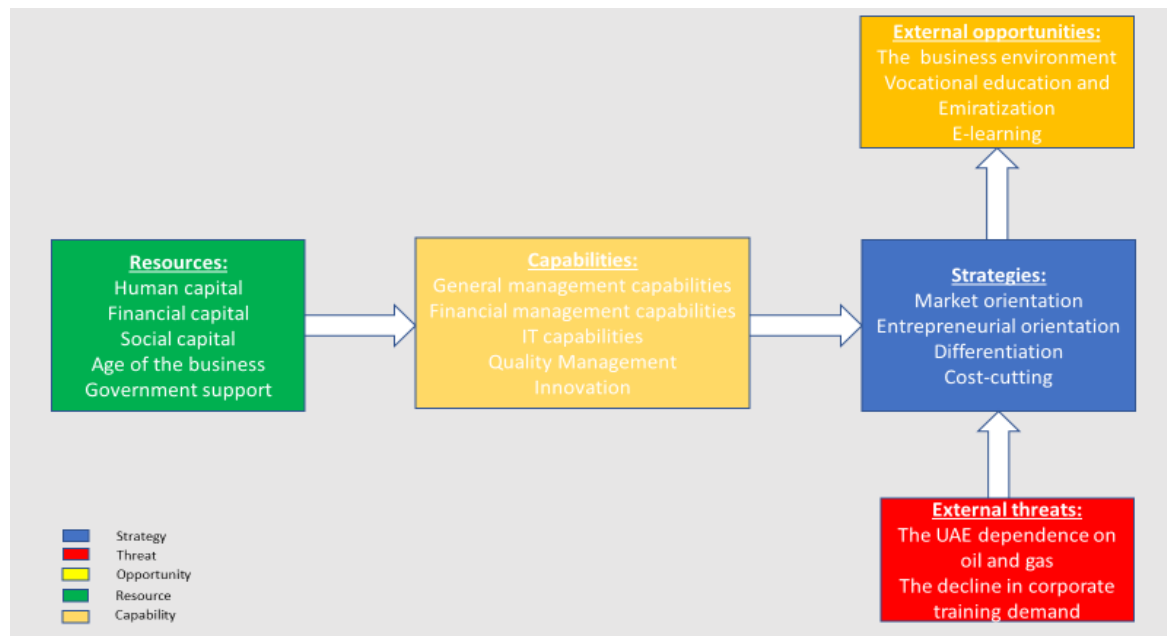 External opportunities:
The business environment
Vocational education and
Emiratization
E-learning
Resources:
Human capital
Financial capital
Social capital
Age of the business
Government support
Capabilities:
General management capabilities
Financial management capabilities
IT capabilities
Quality Management
Innovation
Strategies:
Market orientation
Entrepreneurial orientation
Differentiation
Cost-cutting
External threats:
The UAE dependence on
oil and gas
The decline in corporate
training demand
Strategy
Threat
Opportunity
Resource
Capability